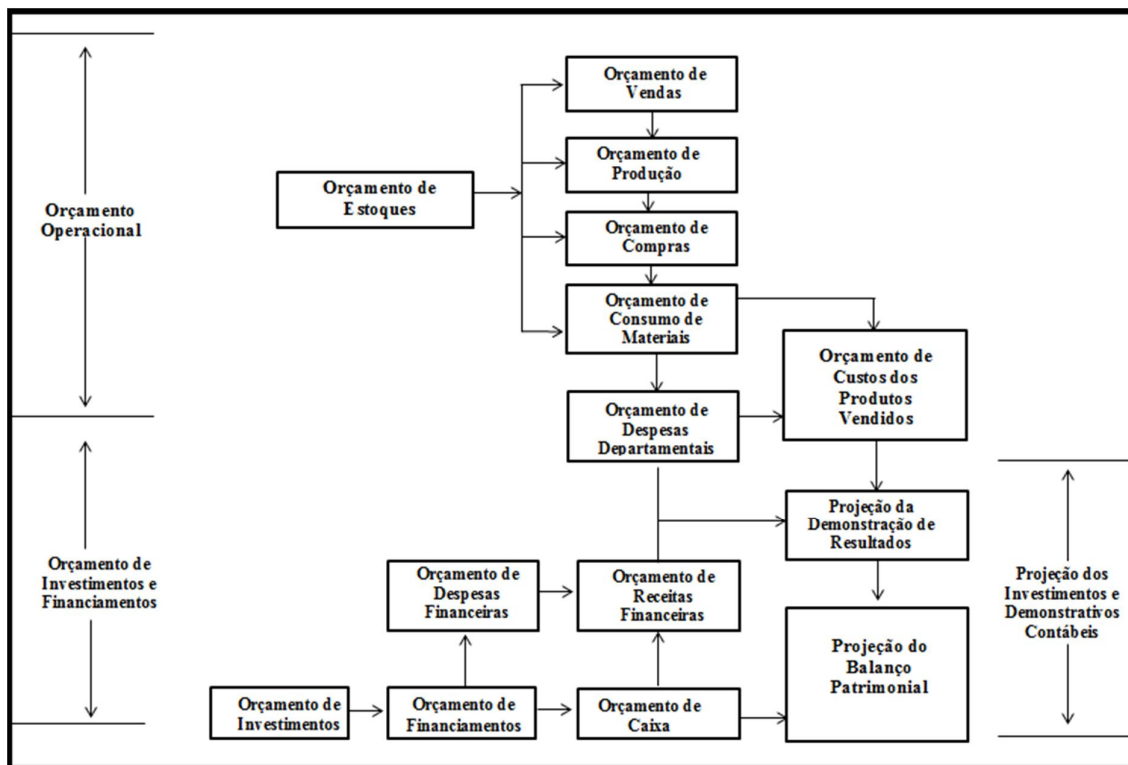 Orçamento de
Vendas
Orçamento de
Produção
Orçamento de
Estoques
Orçamento
Operacional
Orçamento de
Compras
Orçamento de
Consumo de
Materiais
Orçamento de
Custos dos
Produtos
Vendidos
Orçamento de
Despesas
Departamentais
Projeção da
Demonstração de
Resultados
Orçamento de
Investimentos e
Financiamentos
Orçamento de
Despesas
Financeiras
Orçamento de
Receitas
Financeiras
Projeção dos
Investimentos e
Demonstrativos
Contábeis
Projeção do
Balanço
Patrimonial
Orçamento de
Investimentos
Orçamento de
Financiamentos
Orçamento de
Caixa